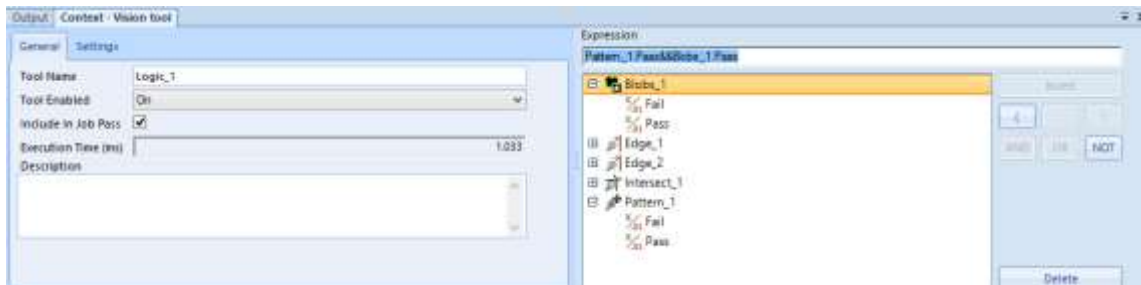 Output Context - Vision tool
General Settings
Tool Name Logic_1
Tool Enabled On
Include in Job Pass
Execution Time (ms) 1.033
Description
Expression
Pattern_1.Pass&&Blobs_1.Pass
Blobs_1
Fail
Pass
Edge_1
Edge_2
Intersect_1
Pattern_1
Fail
Pass
(
AND OR NOT
Delete